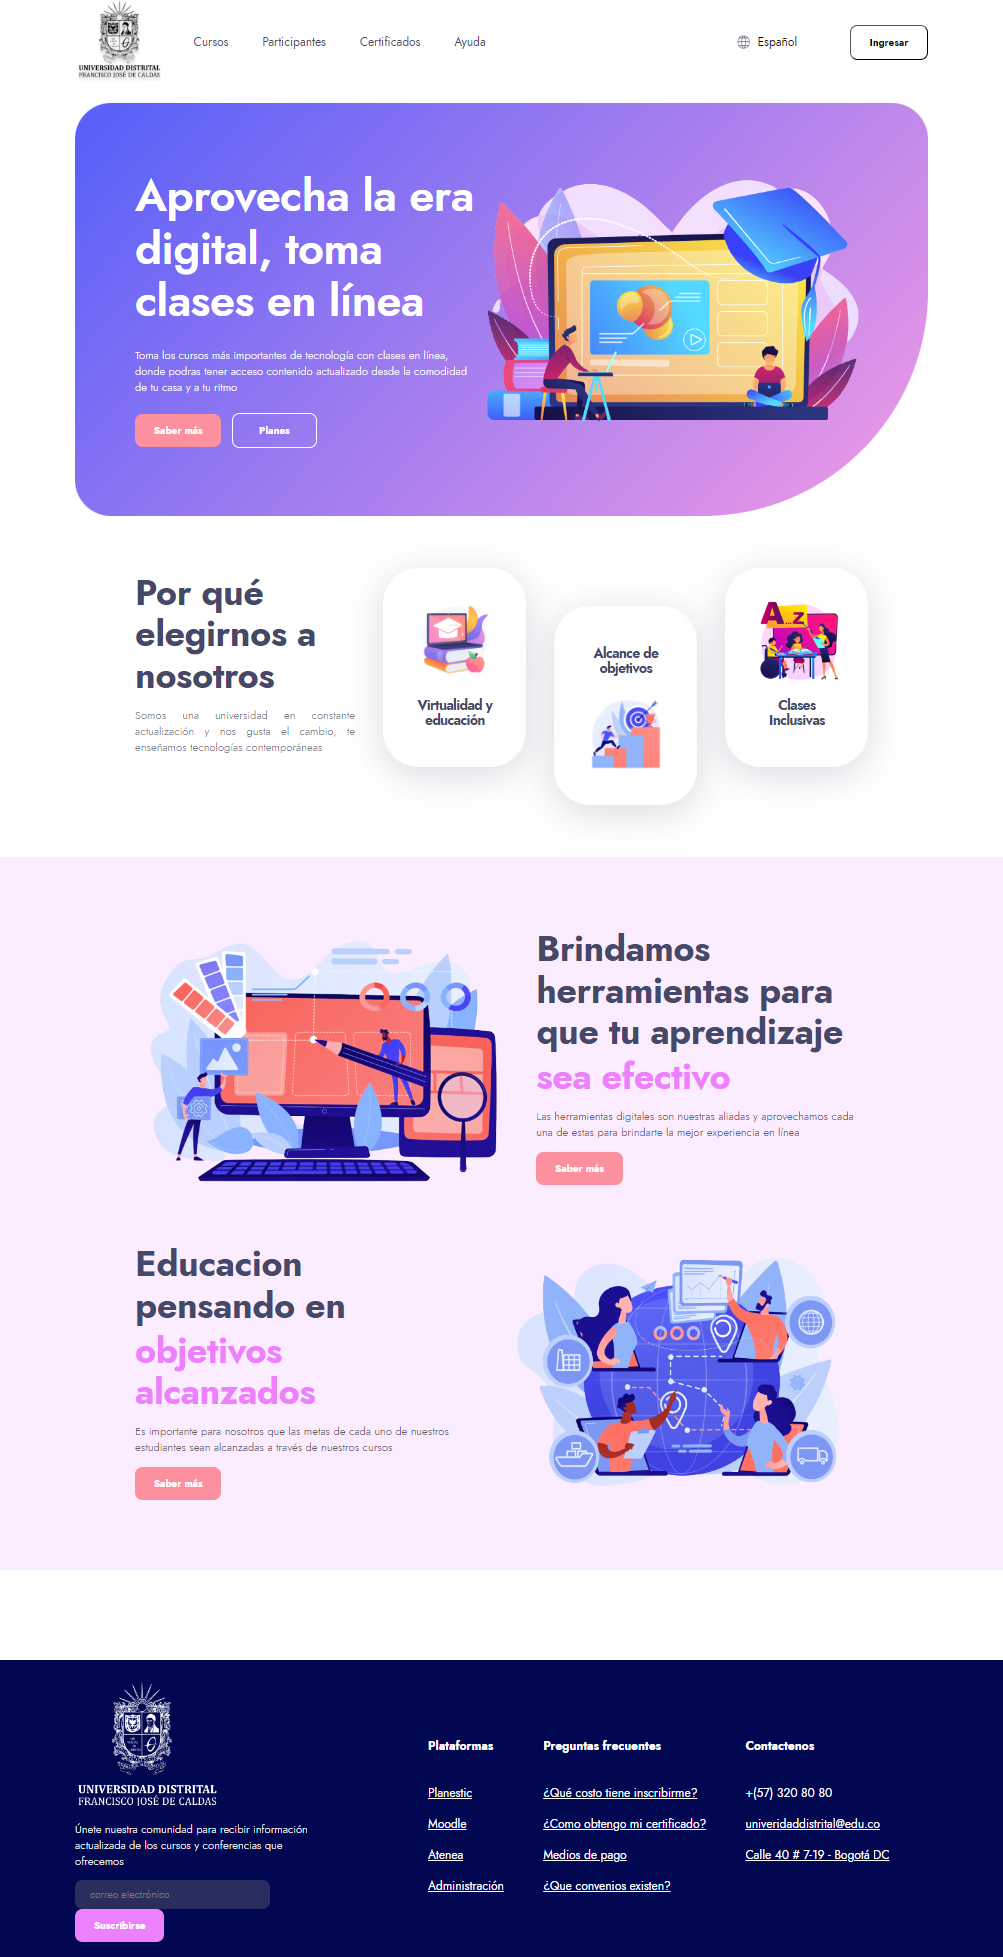 UNIVERSIDAD DISTRITAL
FRANCISCO JOSÉ DE CALDAS
Cursos
Participantes
Certificados
Ayuda
Español
Ingresar
Aprovecha la era
digital, toma
clases en línea
Toma los cursos más importantes de tecnología con clases en línea,
donde podras tener acceso contenido actualizado desde la comodidad
de tu casa y a tu ritmo
Saber más
Planes
Por qué
elegirnos a
nosotros
Somos una universidad en constante
actualización y nos gusta el cambio, te
enseñamos tecnologías contemporáneas
Virtualidad y
educación
Alcance de
objetivos
A...z
Clases
Inclusivas
Brindamos
herramientas para
que tu aprendizaje
sea efectivo
Las herramientas digitales son nuestras aliadas y aprovechamos cada
una de estas para brindarte la mejor experiencia en línea
Saber más
Educacion
pensando en
objetivos
alcanzados
Es importante para nosotros que las metas de cada uno de nuestros
estudiantes sean alcanzadas a través de nuestros cursos
Saber más
UNIVERSIDAD DISTRITAL
FRANCISCO JOSÉ DE CALDAS
Únete nuestra comunidad para recibir información
actualizada de los cursos y conferencias que
ofrecemos
correo electrónico
Suscribirse
Plataformas
Planestic
Moodle
Atenea
Administración
Preguntas frecuentes
¿Qué costo tiene inscribirme?
¿Como obtengo mi certificado?
Medios de pago
¿Que convenios existen?
Contactenos
+(57) 320 80 80
univeridaddistrital@edu.co
Calle 40 # 7-19 - Bogotá DC